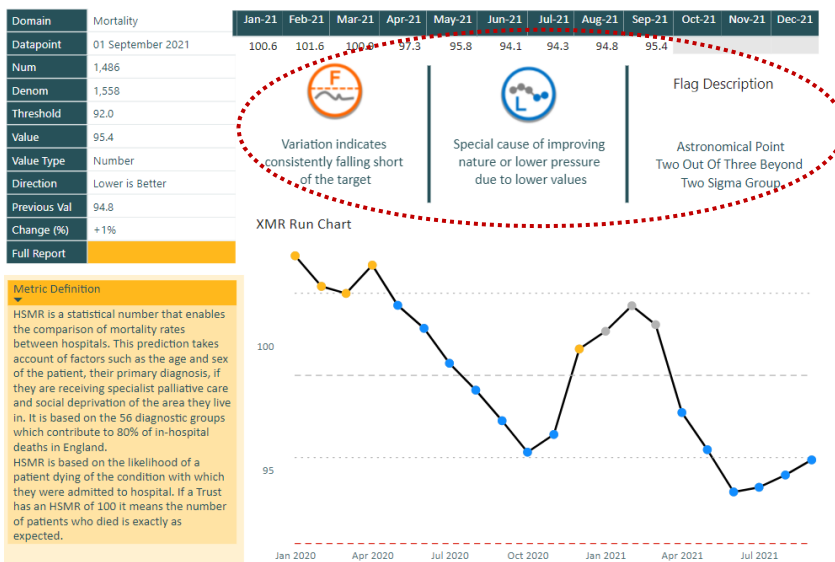 Domain Mortality
Datapoint 01 September 2021
Num 1,486
Denom 1,558
Threshold 92.0
Value 95.4
Value Type Number
Direction Lower is Better
Previous Val 94.8
Change (%) +1%
Full Report
Jan-21 Feb-21 Mar-21 Apr-21 May-21 Jun-21 Jul-21 Aug-21 Sep-21 Oct-21 Nov-21 Dec-21
100.6 101.6 100.9 97.3 95.8 94.1 94.3 94.8 95.4
F
Variation indicates
consistently falling short
of the target
L
Special cause of improving
nature or lower pressure
due to lower values
Flag Description
Astronomical Point
Two Out Of Three Beyond
Two Sigma Group
Metric Definition
HSMR is a statistical number that enables
the comparison of mortality rates
between hospitals. This prediction takes
account of factors such as the age and sex
of the patient, their primary diagnosis, if
they are receiving specialist palliative care
and social deprivation of the area they live
in. It is based on the 56 diagnostic groups
which contribute to 80% of in-hospital
deaths in England.
HSMR is based on the likelihood of a
patient dying of the condition with which
they were admitted to hospital. If a Trust
has an HSMR of 100 it means the number
of patients who died is exactly as
expected.
XMR Run Chart
100
95
Jan 2020 Apr 2020 Jul 2020 Oct 2020 Jan 2021 Apr 2021 Jul 2021